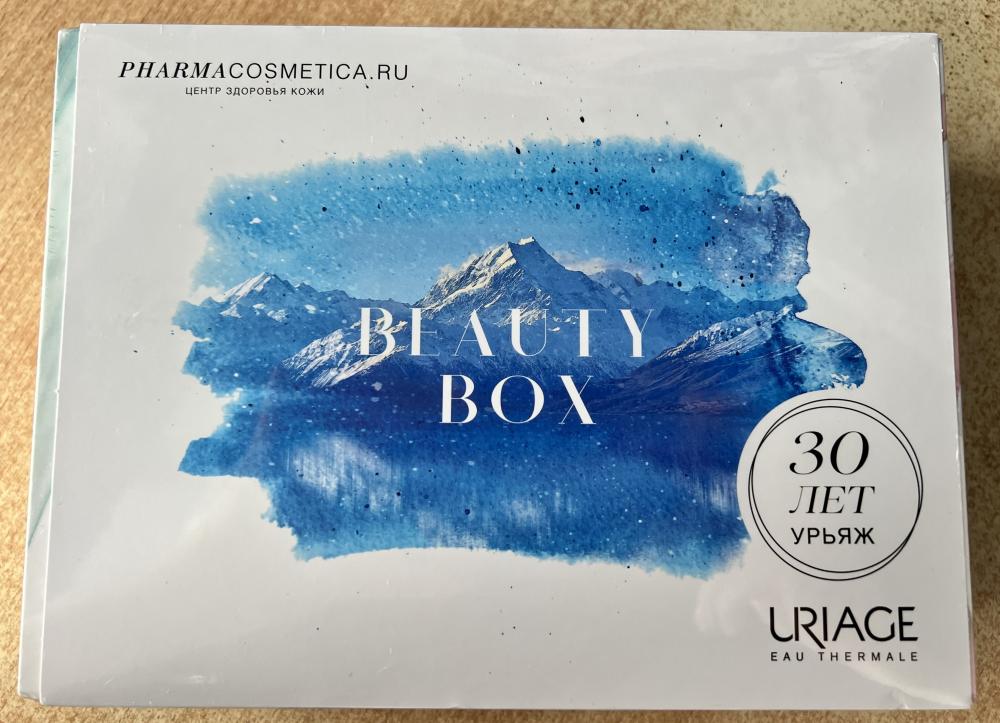 PHARMACOSMETICA.RU
ЦЕНТР ЗДОРОВЬЯ КОЖИ
BEAUTY
BOX
30
ЛЕТ
УРЬЯЖ
URIAGE
EAU THERMALE